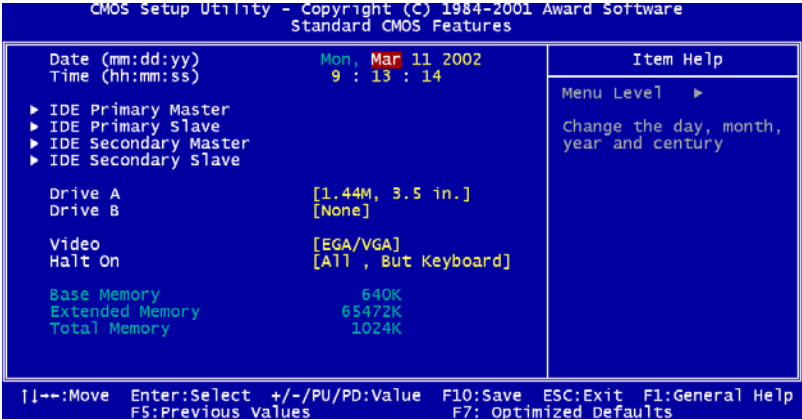 CMOS Setup Utility - Copyright (C) 1984-2001 Award Software
Standard CMOS Features
Date (mm:dd:yy) Mon, Mar 11 2002
Time (hh:mm:ss) 9 : 13 : 14
▶ IDE Primary Master
▶ IDE Primary Slave
▶ IDE Secondary Master
▶ IDE Secondary Slave
Drive A [1.44M, 3.5 in.]
Drive B [None]
Video [EGA/VGA]
Halt On [All , But Keyboard]
Base Memory 640K
Extended Memory 65472K
Total Memory 1024K
Item Help
Menu Level ▶
Change the day, month,
year and century
↑↓→←:Move Enter:Select +/-/PU/PD:Value F10:Save ESC:Exit F1:General Help
F5:Previous Values F7: Optimized Defaults